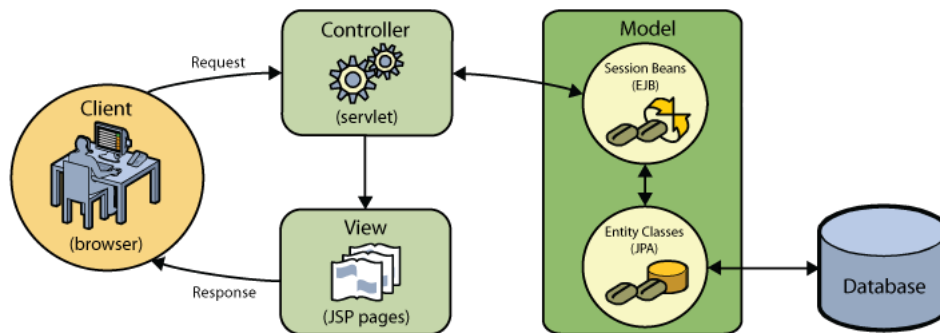 Client
(browser)
Request
Controller
(servlet)
View
(JSP pages)
Response
Model
Session Beans
(EJB)
Entity Classes
(JPA)
Database